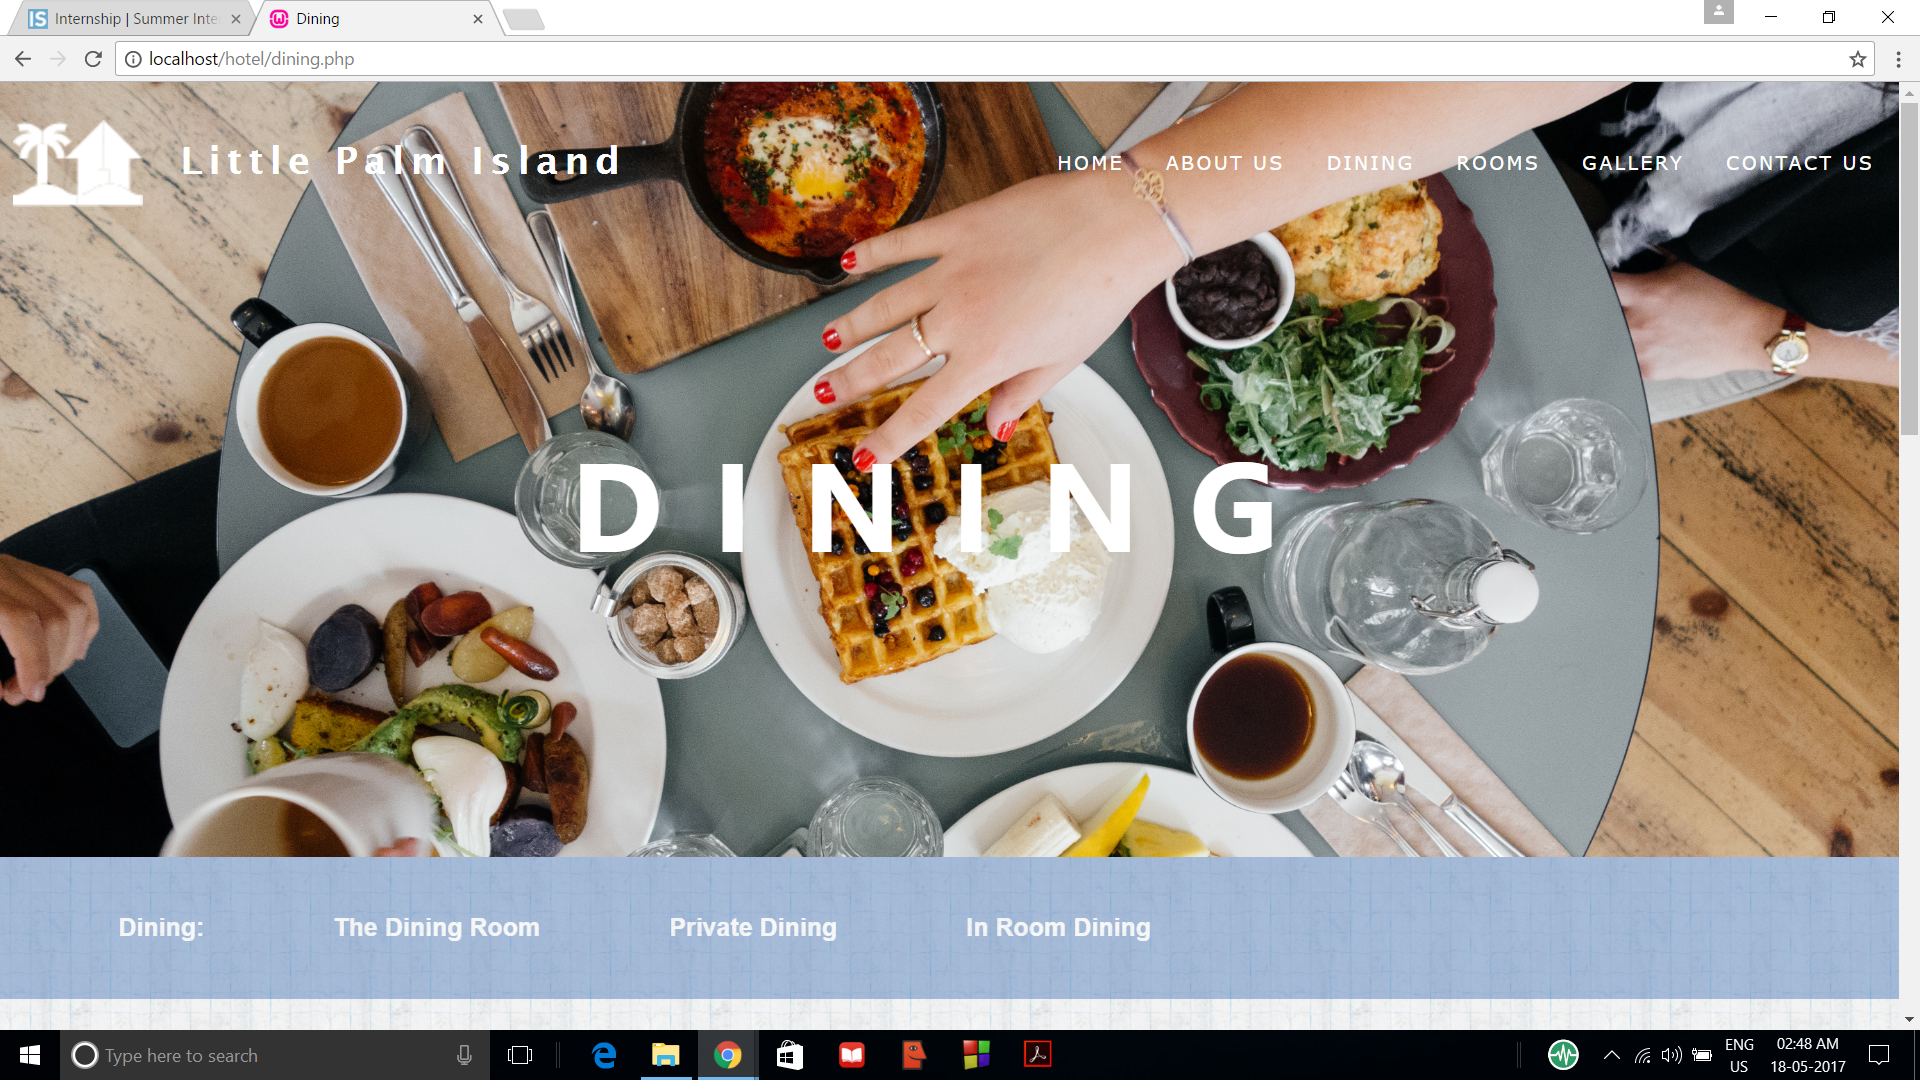 Internship | Summer Inte
Dining
localhost/hotel/dining.php
Little Palm Island
HOME ABOUT US DINING ROOMS GALLERY CONTACT US
DINING
Dining: The Dining Room Private Dining In Room Dining
Type here to search
ENG 02:48 AM
US 18-05-2017